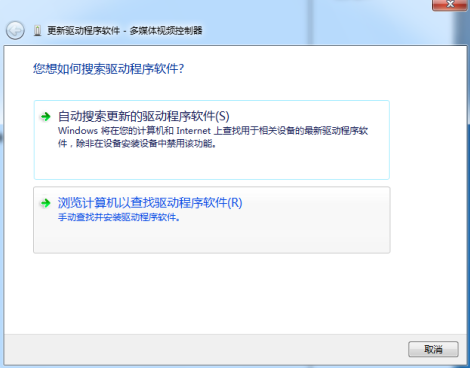 更新驱动程序软件 - 多媒体视频控制器
您想如何搜索驱动程序软件?
自动搜索更新的驱动程序软件(S)
Windows 将在您的计算机和 Internet 上查找用于相关设备的最新驱动程序软
件，除非在设备安装设备中禁用该功能。
浏览计算机以查找驱动程序软件(R)
手动查找并安装驱动程序软件。
取消